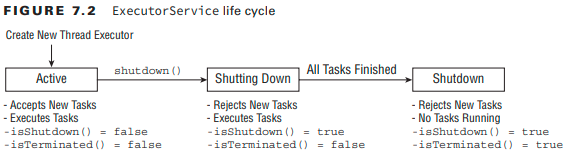 FIGURE 7.2 ExecutorService life cycle
Create New Thread Executor
Active
shutdown()
Shutting Down
All Tasks Finished
Shutdown
- Accepts New Tasks
- Executes Tasks
-isShutdown() = false
-isTerminated() = false
- Rejects New Tasks
- Executes Tasks
-isShutdown() = true
-isTerminated() = false
- Rejects New Tasks
- No Tasks Running
-isShutdown() = true
-isTerminated() = true